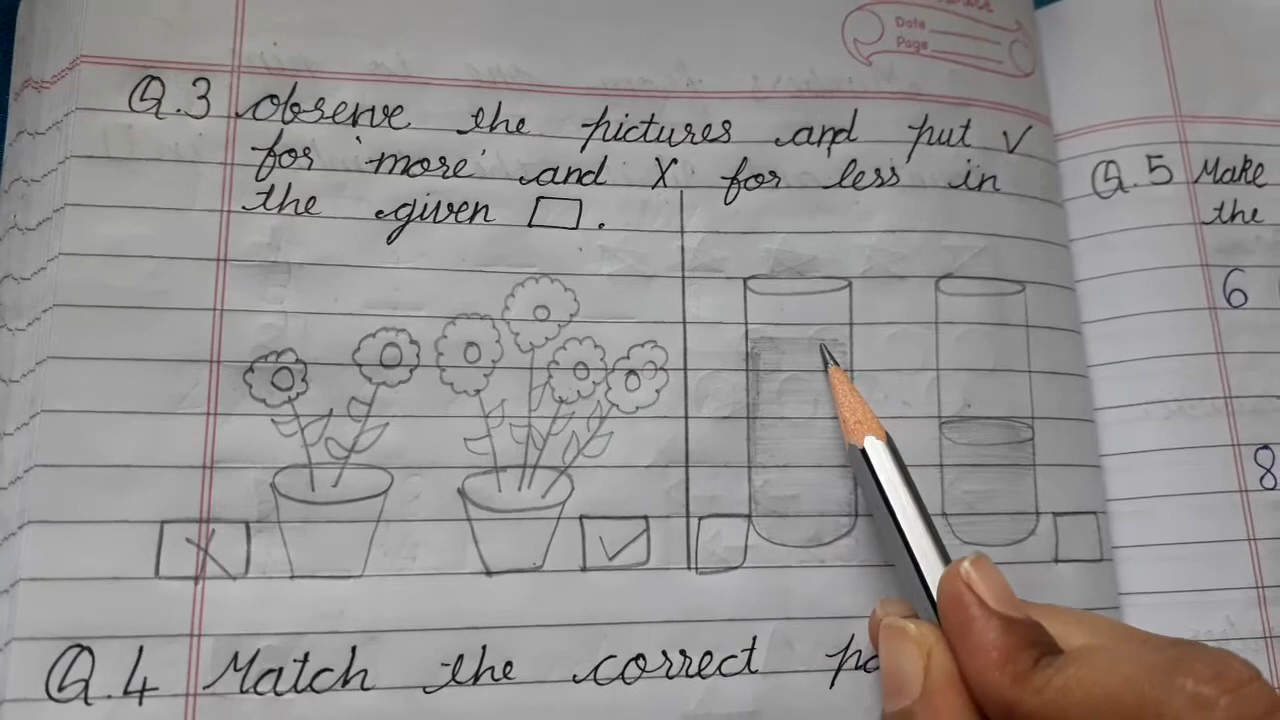 Date
Page
Q.3 Observe the pictures and put ✓
for 'more' and X for less in
the given □.
X
✓
Q.4 Match the correct
Q.5 Make
the
6
8